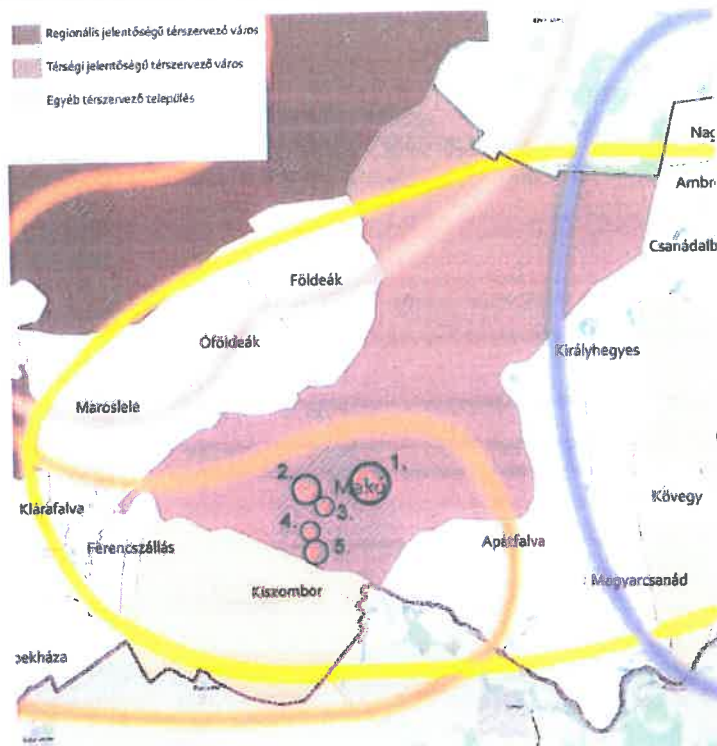 Regionális jelentőségű térszervező város
Térségi jelentőségű térszervező város
Egyéb térszervező település
Nag
Ambr
Csanádalb
Földeák
Óföldeák
Királyhegyes
Maroslele
1.
2.
Makó
3.
4.
5.
Klárafalva
Kövegy
Ferencszállás
Apátfalva
Magyarcsanád
Kiszombor
bekháza